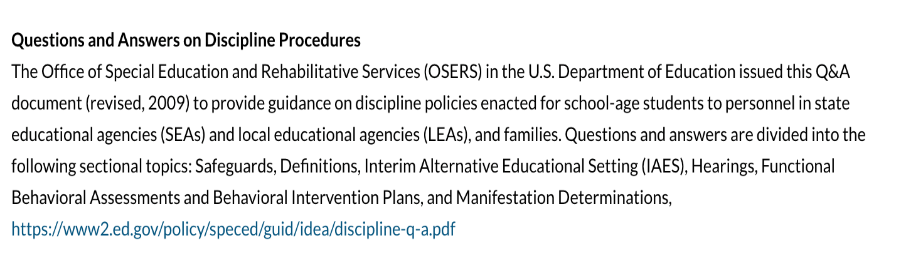 Questions and Answers on Discipline Procedures
The Office of Special Education and Rehabilitative Services (OSERS) in the U.S. Department of Education issued this Q&A
document (revised, 2009) to provide guidance on discipline policies enacted for school-age students to personnel in state
educational agencies (SEAs) and local educational agencies (LEAs), and families. Questions and answers are divided into the
following sectional topics: Safeguards, Definitions, Interim Alternative Educational Setting (IAES), Hearings, Functional
Behavioral Assessments and Behavioral Intervention Plans, and Manifestation Determinations,
https://www2.ed.gov/policy/speced/guid/idea/discipline-q-a.pdf